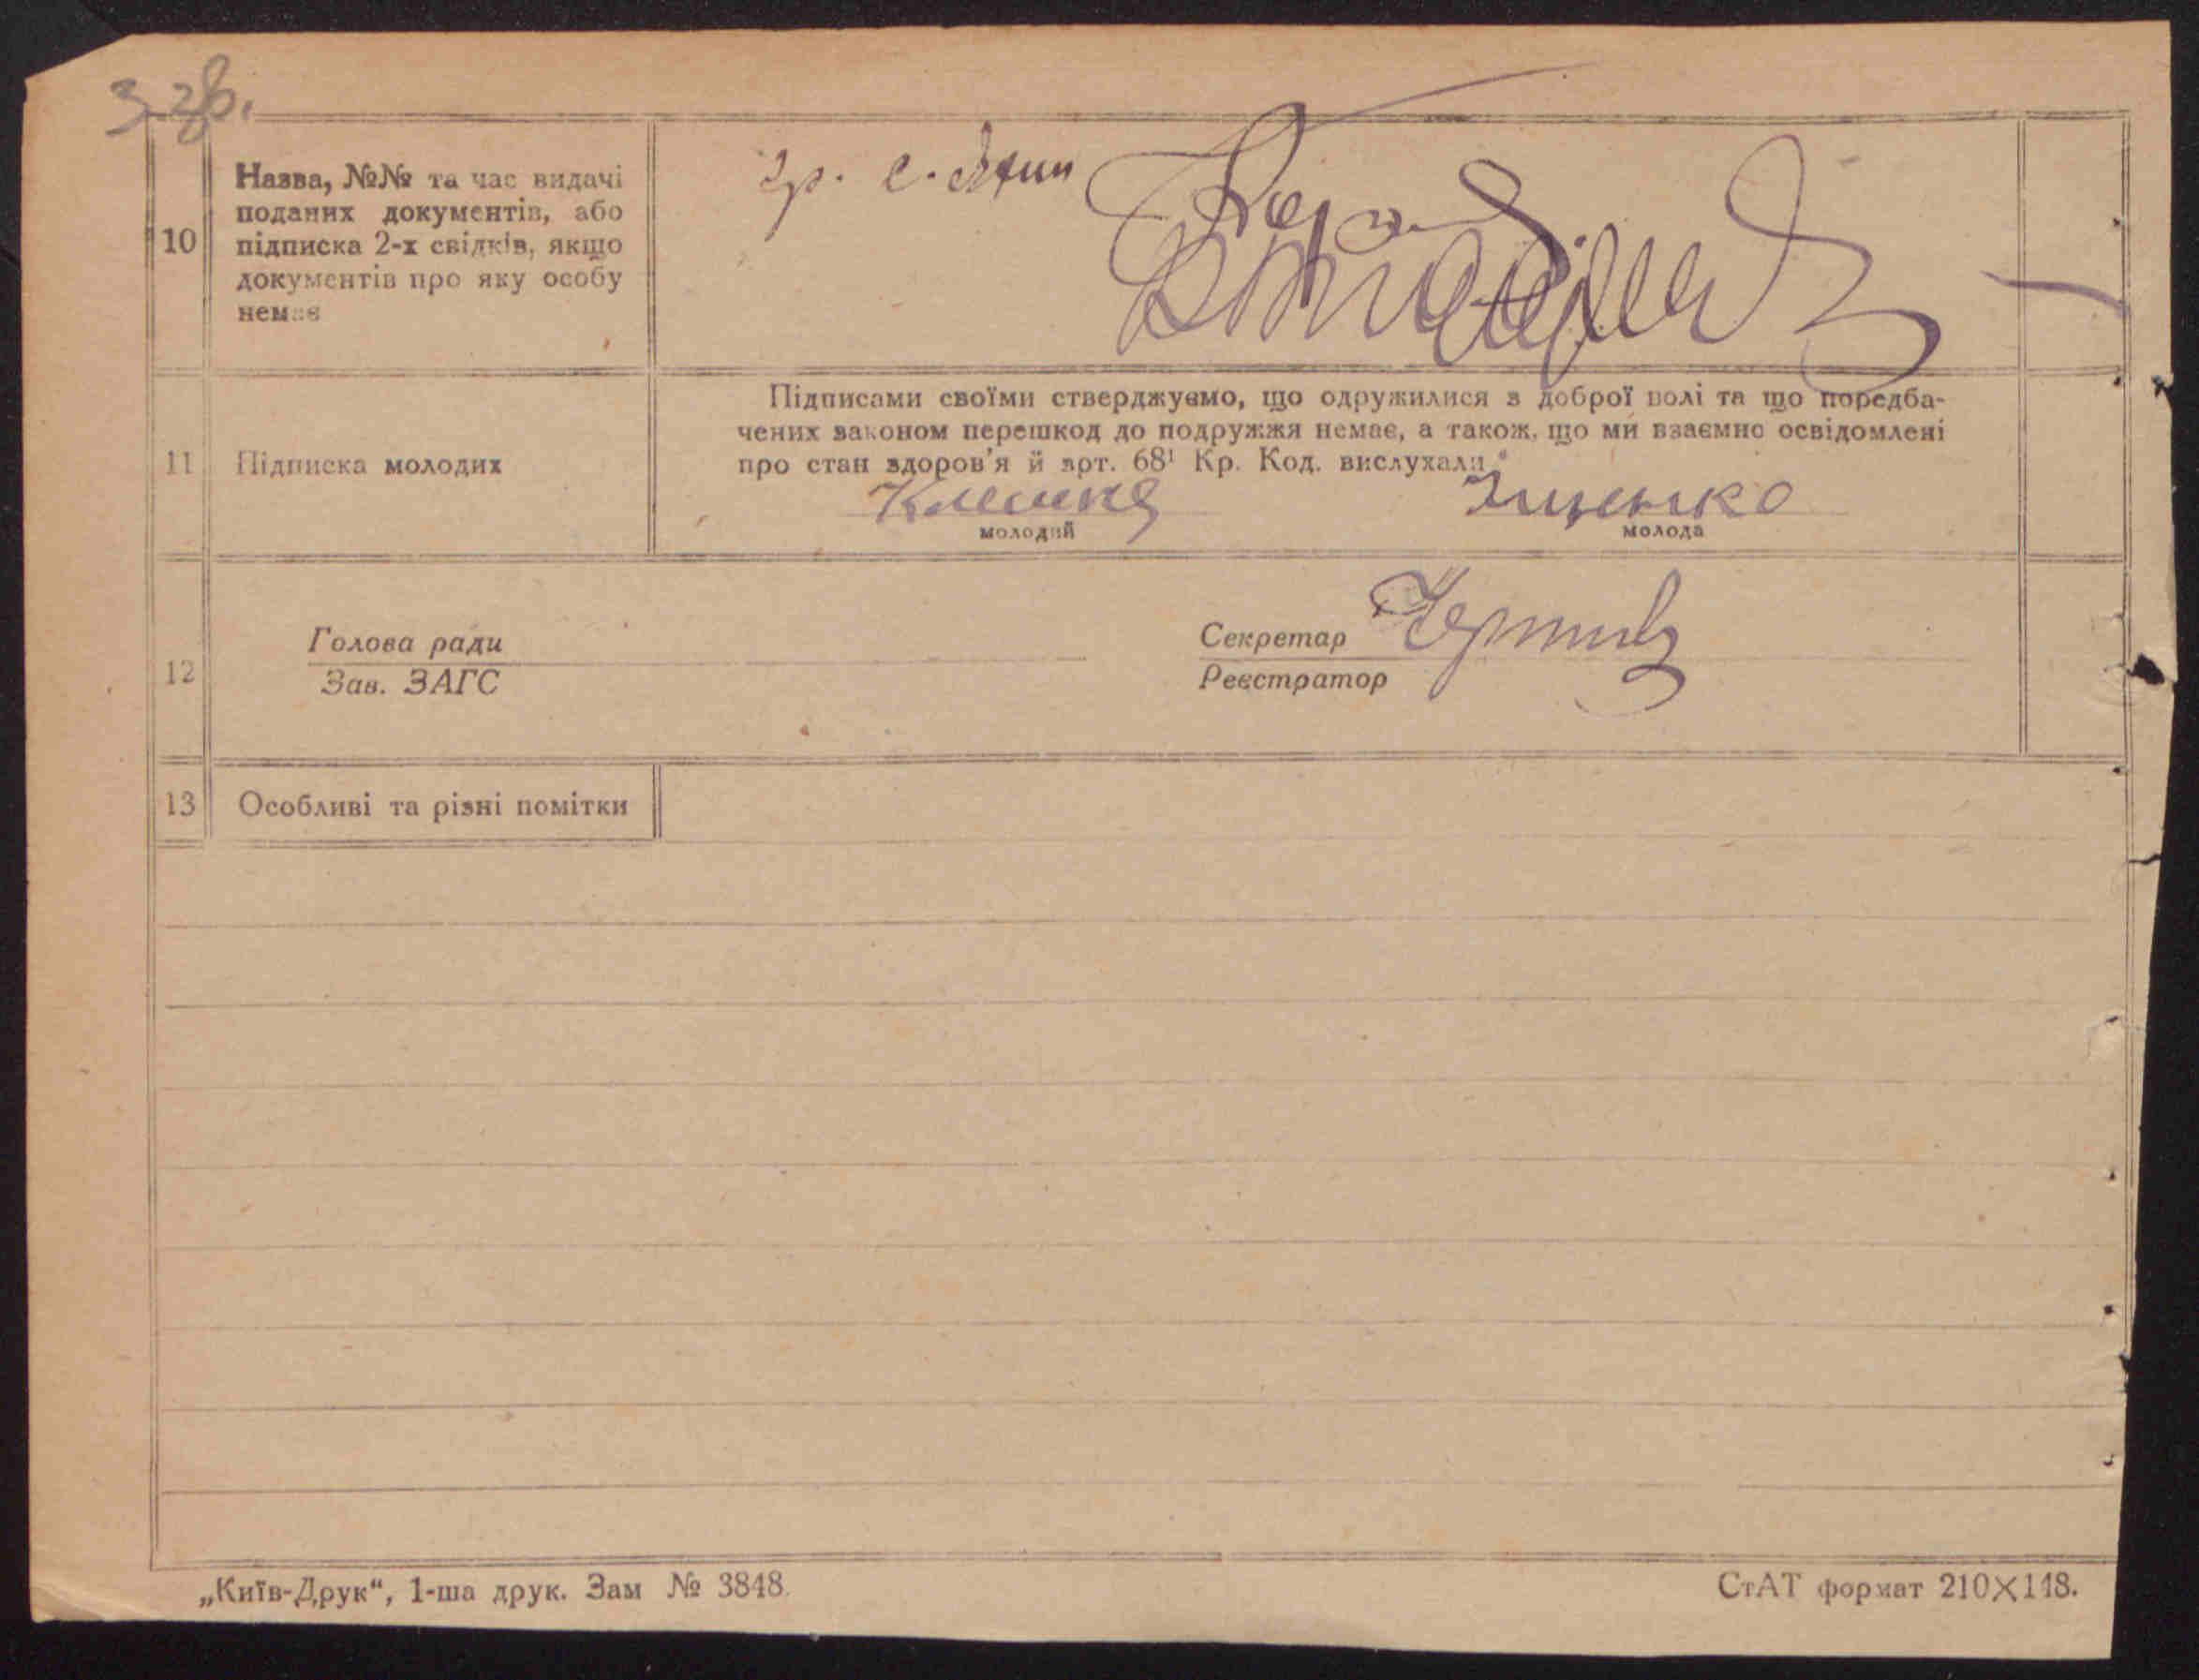 3 зв.
10
Назва, №№ та час видачі
поданих документів, або
підписка 2-х свідків, якщо
документів про яку особу
немає
гр. с.
11
Підписка молодих
Підписами своїми стверджуємо, що одружилися з доброї волі та що передба-
чених законом перешкод до подружжя немає, а також, що ми взаємно освідомлені
про стан здоров'я й арт. 68¹ Кр. Код. вислухали
Іщенко
молодий
молода
12
Голова ради
Зав. ЗАГС
Секретар
Реєстратор
13
Особливі та різні помітки
„Київ-Друк“, 1-ша друк. Зам № 3848.
СтАТ формат 210×148.